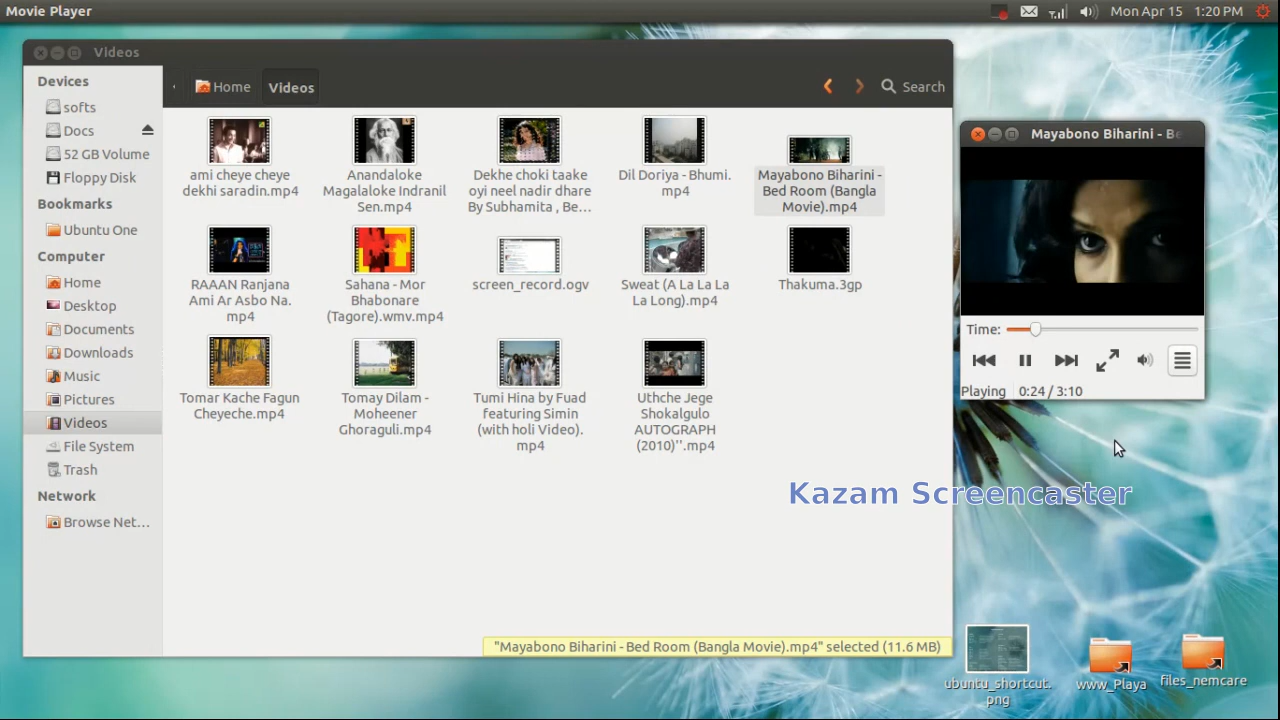 Movie Player
Mon Apr 15 1:20 PM
Videos
Devices
softs
Docs
52 GB Volume
Floppy Disk
Bookmarks
Ubuntu One
Computer
Home
Desktop
Documents
Downloads
Music
Pictures
Videos
File System
Trash
Network
Browse Net...
Home
Videos
Search
ami cheye cheye
dekhi saradin.mp4
Anandaloke
Magalaloke Indranil
Sen.mp4
Dekhe choki taake
oyi neel nadir dhare
By Subhamita , Be...
Dil Doriya - Bhumi.
mp4
Mayabono Biharini -
Bed Room (Bangla
Movie).mp4
RAAAN Ranjana
Ami Ar Asbo Na.
mp4
Sahana - Mor
Bhabonare
(Tagore).wmv.mp4
screen_record.ogv
Sweat (A La La La
La Long).mp4
Thakuma.3gp
Tomar Kache Fagun
Cheyeche.mp4
Tomay Dilam -
Moheener
Ghoraguli.mp4
Tumi Hina by Fuad
featuring Simin
(with holi Video).
mp4
Uthche Jege
Shokalgulo
AUTOGRAPH
(2010)''.mp4
"Mayabono Biharini - Bed Room (Bangla Movie).mp4" selected (11.6 MB)
Mayabono Biharini - Be
Time:
Playing 0:24 / 3:10
Kazam Screencaster
ubuntu_shortcut.
png
www_Playa
files_nemcare